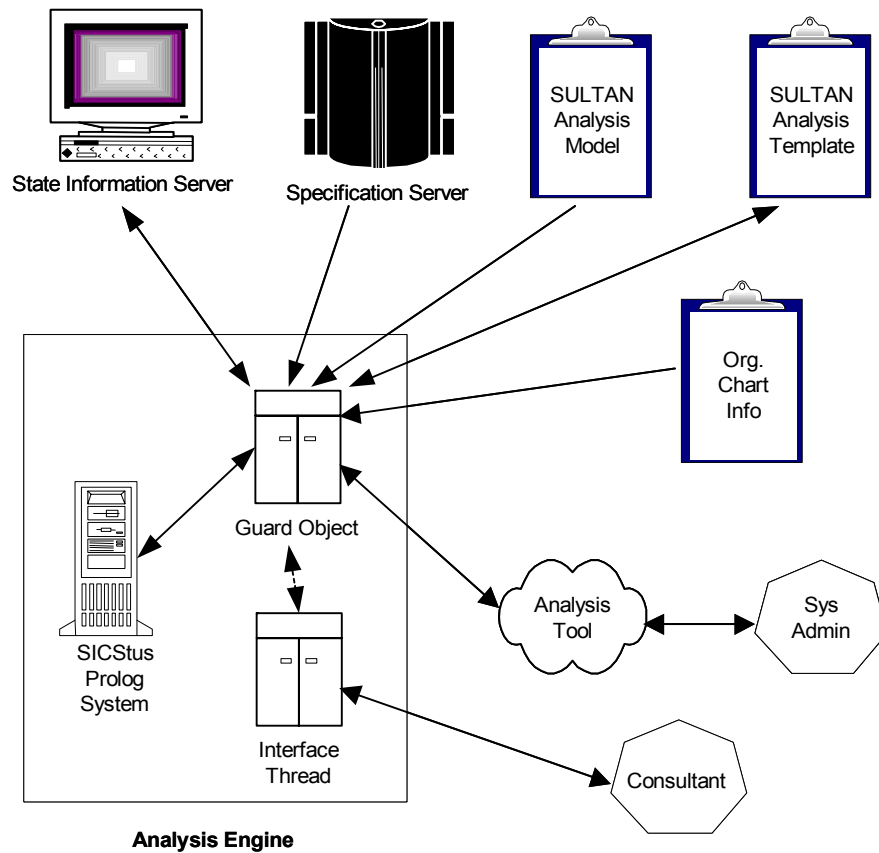 SULTAN
Analysis
Model
SULTAN
Analysis
Template
State Information Server
Specification Server
Org.
Chart
Info
Guard Object
SICStus
Prolog
System
Analysis
Tool
Sys
Admin
Interface
Thread
Consultant
Analysis Engine